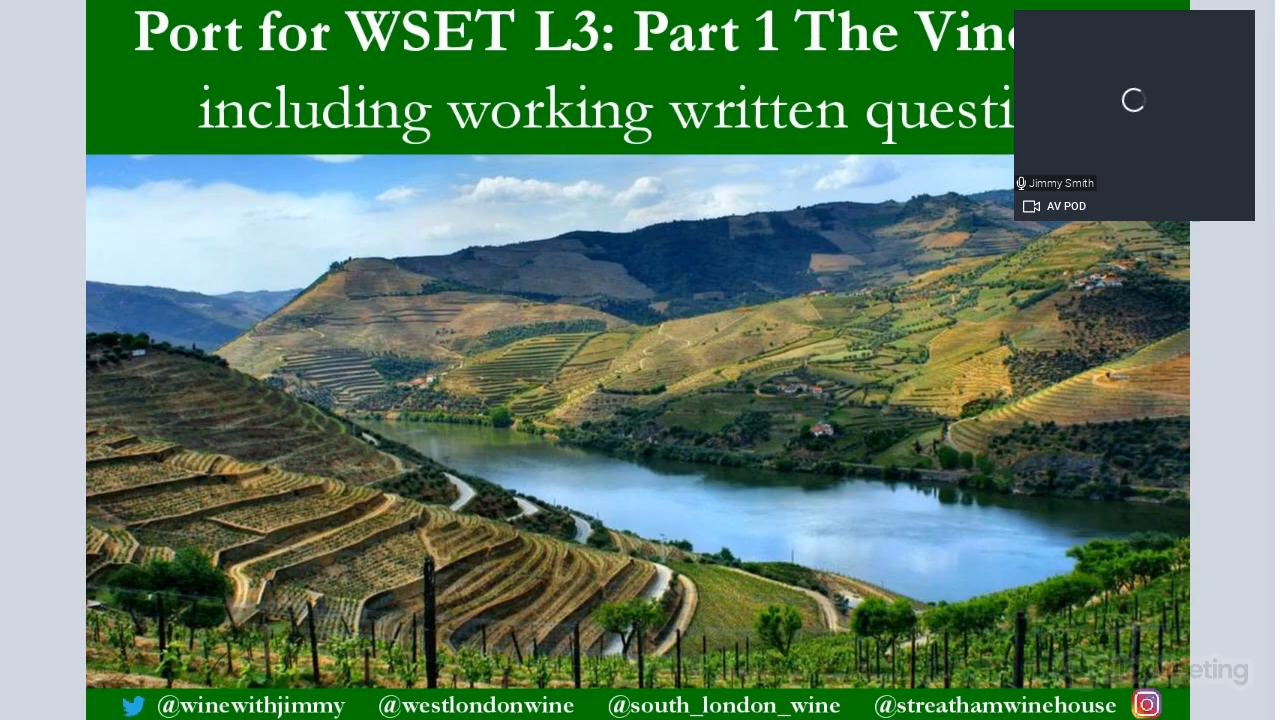 Port for WSET L3: Part 1 The Vin
including working written questi
Jimmy Smith
AV POD
@winewithjimmy @westlondonwine @south_london_wine @streathamwinehouse